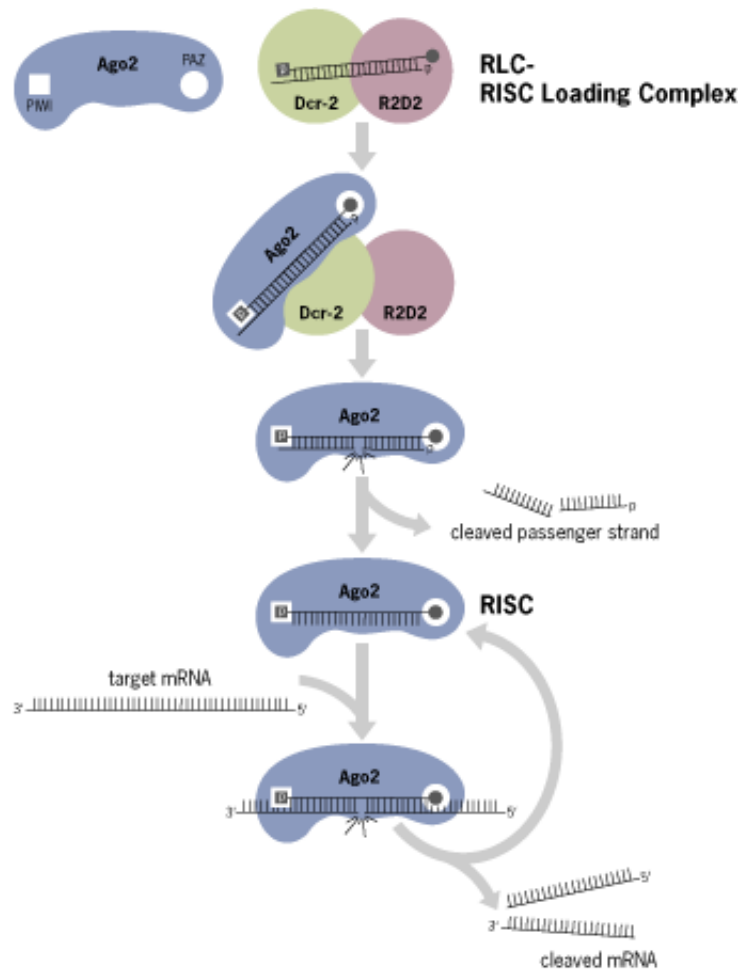 Ago2
PAZ
PIWI
P
P
Dcr-2
R2D2
RLC-
RISC Loading Complex
Ago2
P
P
Dcr-2
R2D2
Ago2
P
P
P
cleaved passenger strand
Ago2
P
RISC
target mRNA
3'
5'
Ago2
P
3'
5'
5'
3'
cleaved mRNA